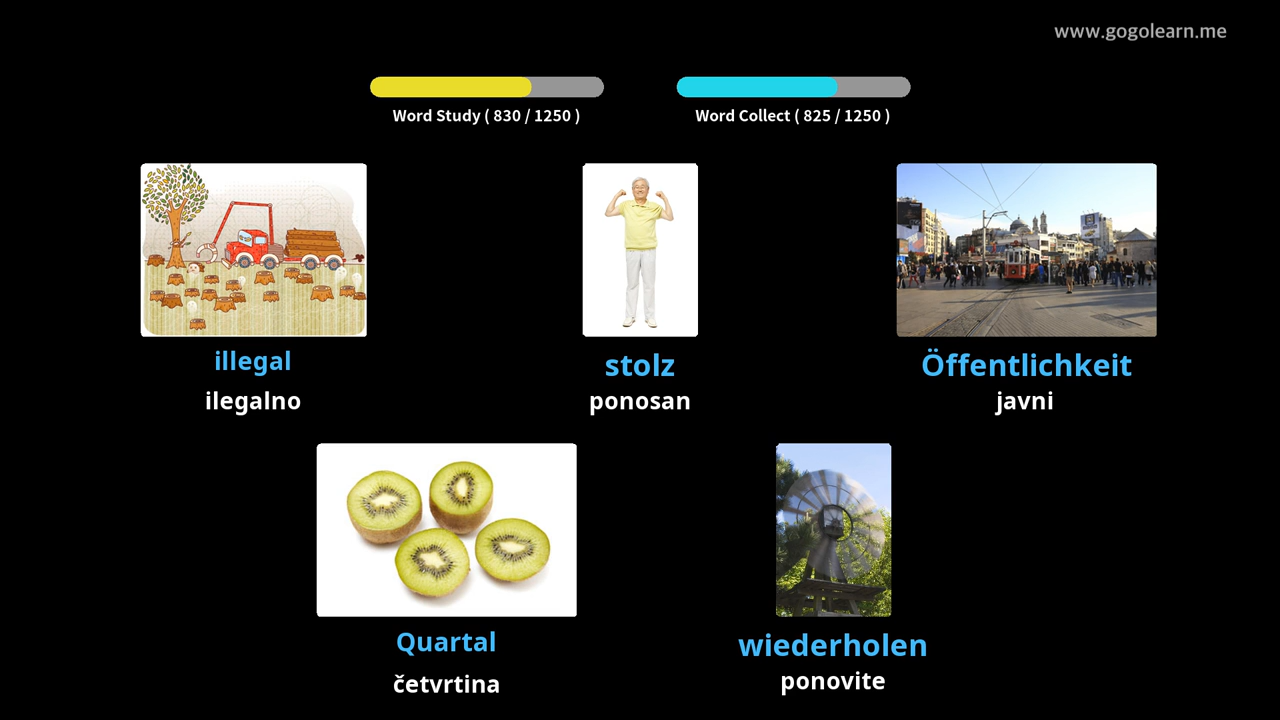 www.gogolearn.me
Word Study ( 830 / 1250 )
Word Collect ( 825 / 1250 )
illegal
ilegalno
stolz
ponosan
Öffentlichkeit
javni
Quartal
četvrtina
wiederholen
ponovite